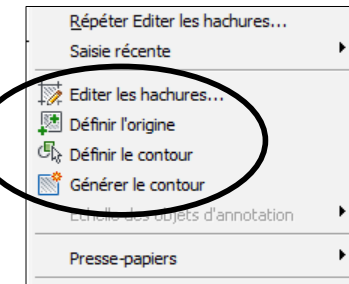 Répéter Editer les hachures...
Saisie récente
Editer les hachures...
Définir l'origine
Définir le contour
Générer le contour
Echelle des objets d'annotation
Presse-papiers